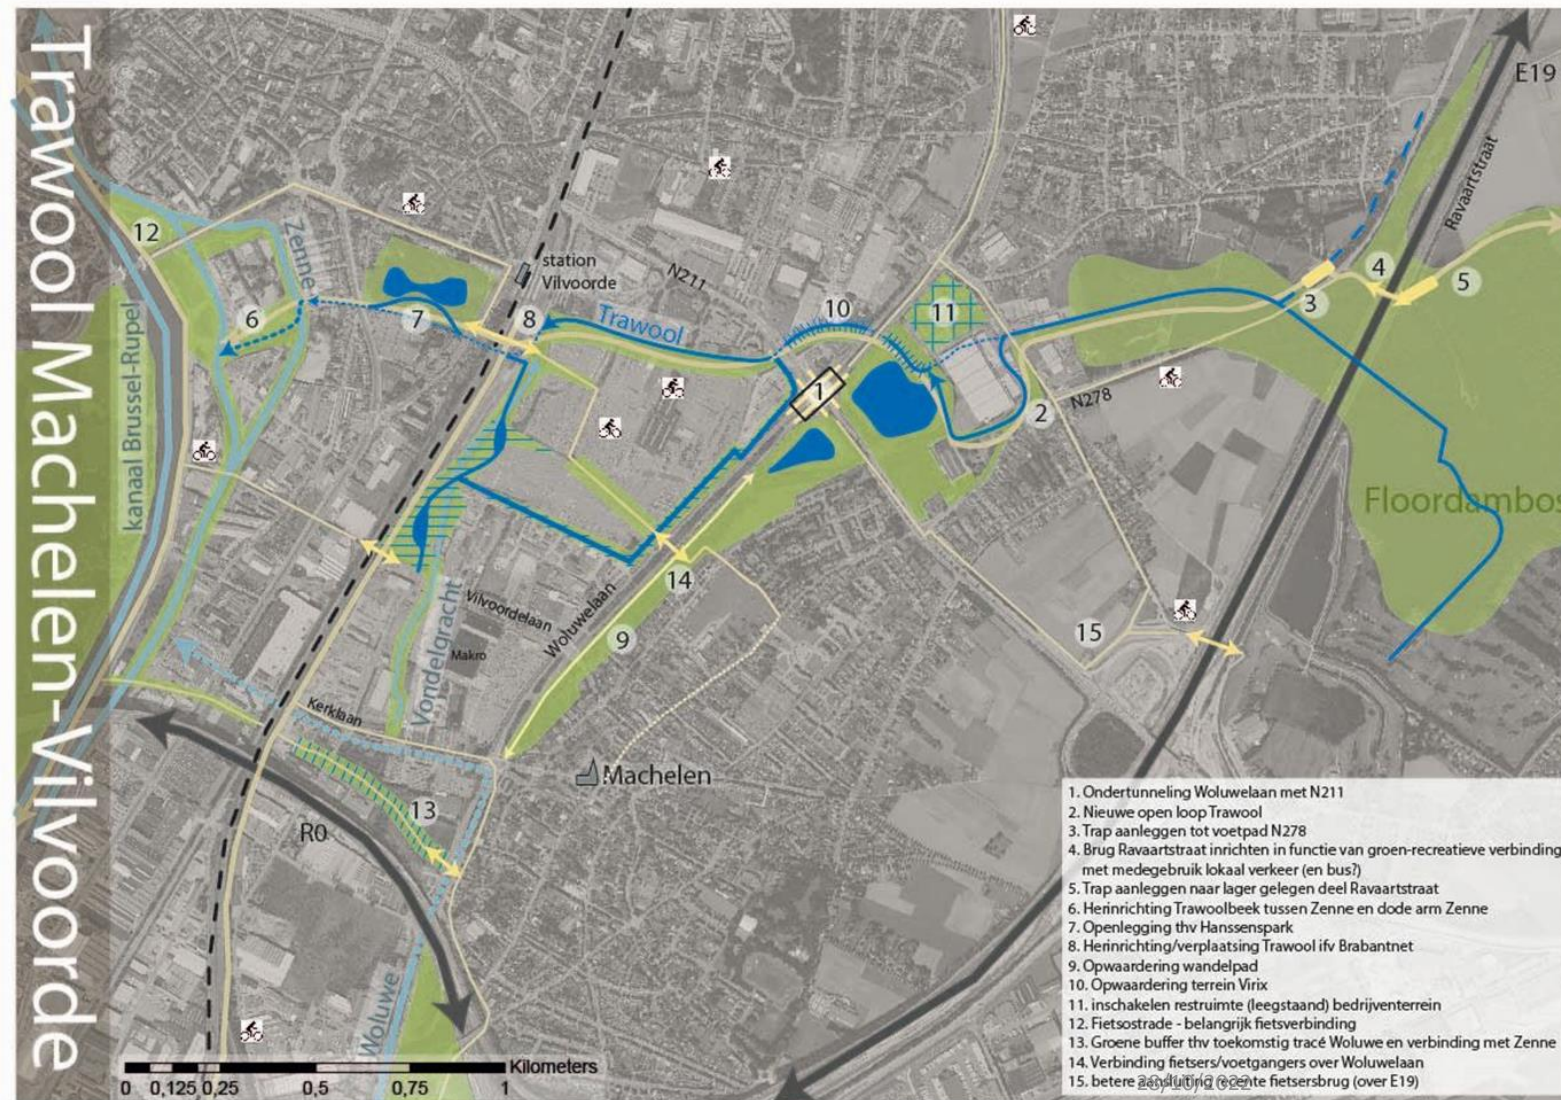 Trawool Machelen-Vilvoorde
E19
Ravaartstraat
12
Zenne
station
Vilvoorde
N211
4
5
3
6
7
8
Trawool
10
11
kanaal Brussel-Rupel
1
2
N278
Floordambos
14
Vilvoordelaan
Woluwelaan
Makro
Vondelgracht
9
15
Kerklaan
Machelen
13
R0
Woluwe
1. Ondertunneling Woluwelaan met N211
2. Nieuwe open loop Trawool
3. Trap aanleggen tot voetpad N278
4. Brug Ravaartstraat inrichten in functie van groen-recreatieve verbinding
met medegebruik lokaal verkeer (en bus?)
5. Trap aanleggen naar lager gelegen deel Ravaartstraat
6. Herinrichting Trawoolbeek tussen Zenne en dode arm Zenne
7. Openlegging thv Hanssenspark
8. Herinrichting/verplaatsing Trawool ifv Brabantnet
9. Opwaardering wandelpad
10. Opwaardering terrein Virix
11. inschakelen restruimte (leegstaand) bedrijventerrein
12. Fietsostrade - belangrijk fietsverbinding
13. Groene buffer thv toekomstig tracé Woluwe en verbinding met Zenne
14. Verbinding fietsers/voetgangers over Woluwelaan
15. betere aansluiting recente fietsersbrug (over E19)
28/10/2022
Kilometers
0 0,125 0,25 0,5 0,75 1